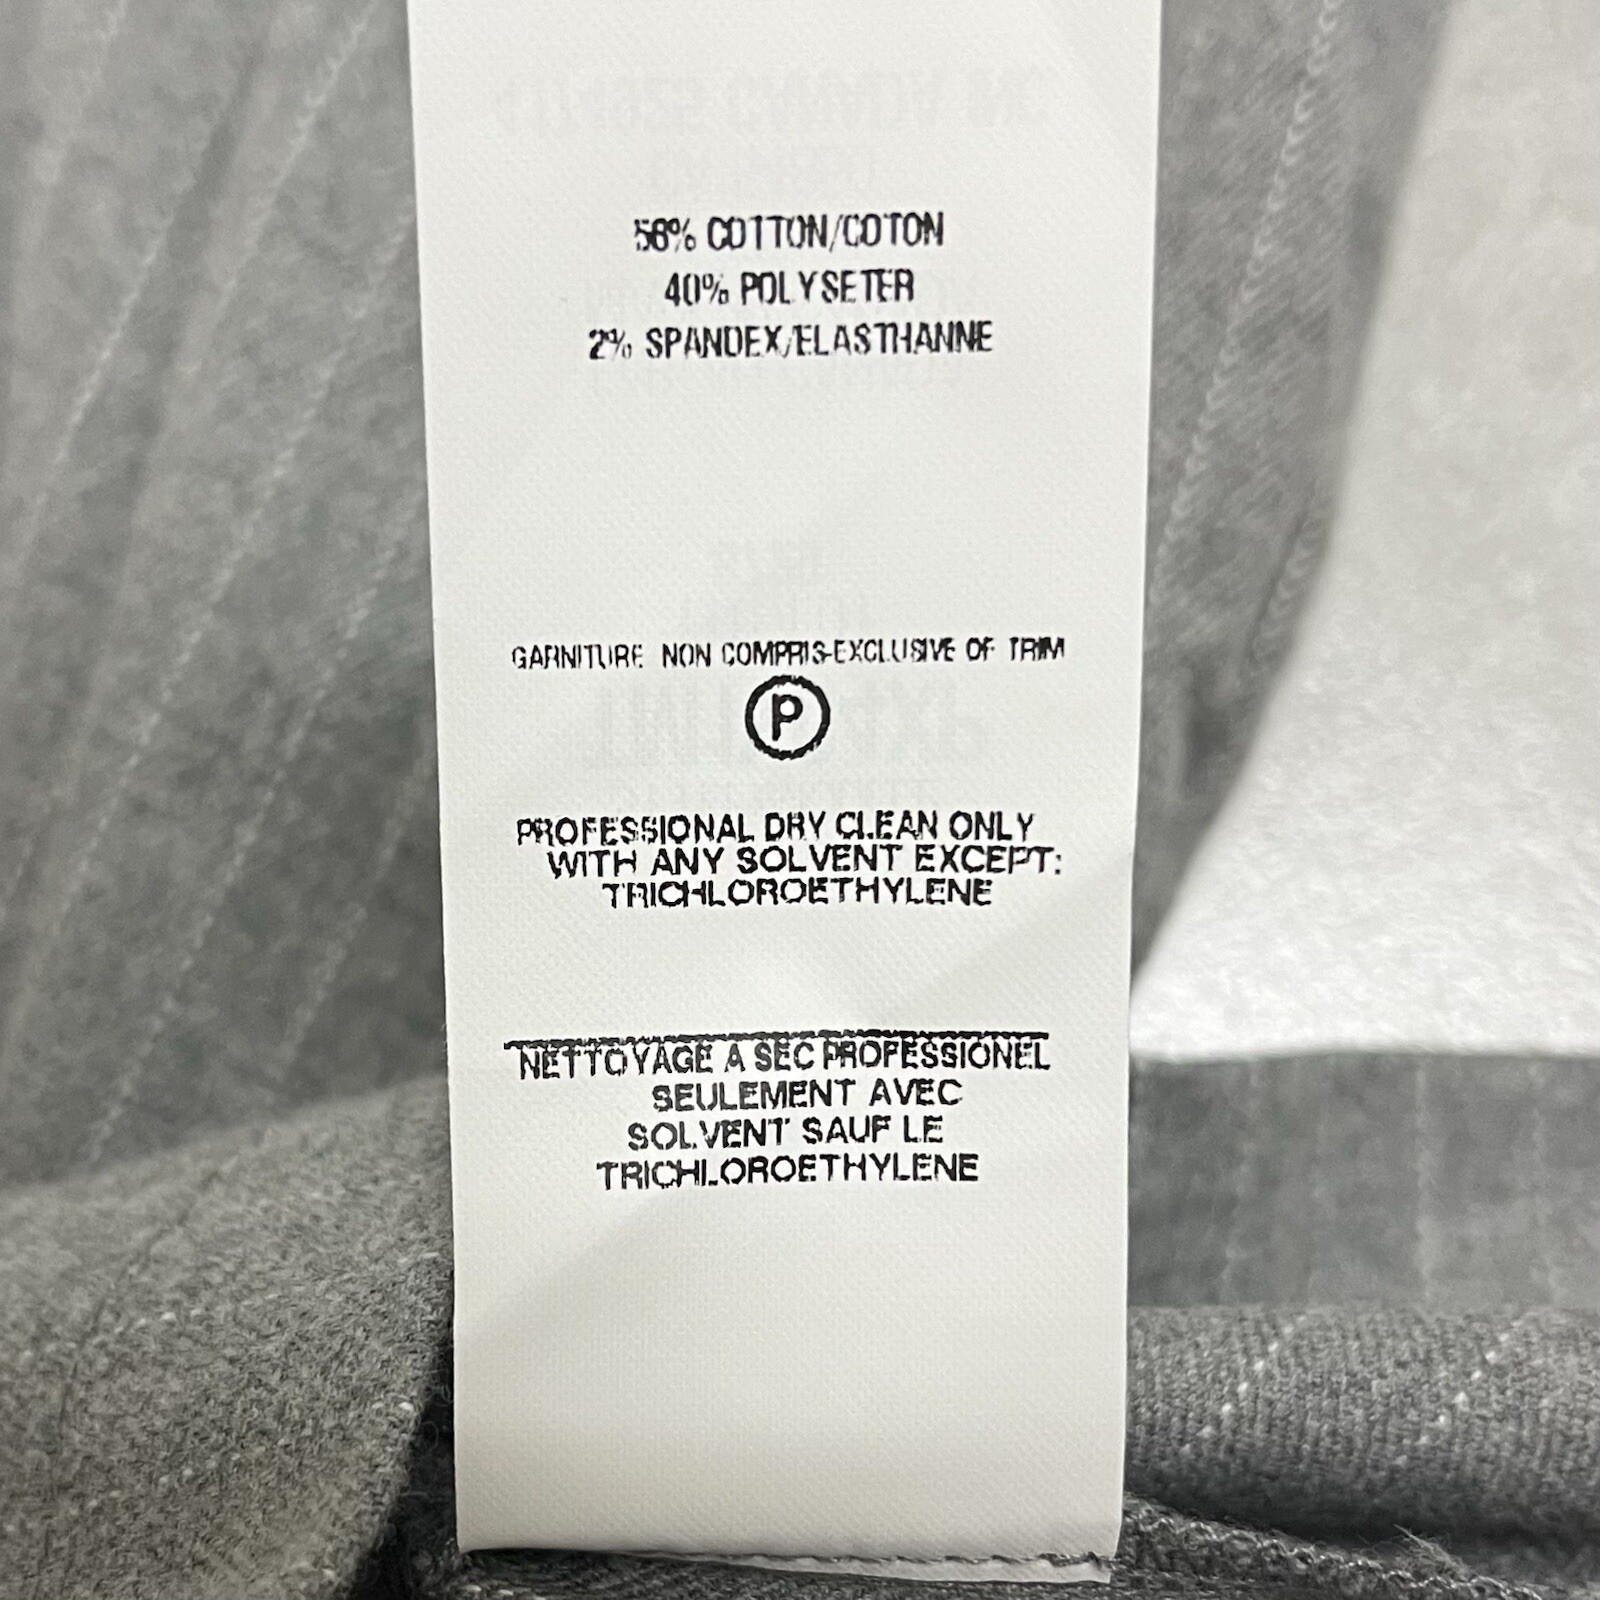 58% COTTON/COTON
40% POLYSETER
2% SPANDEX/ELASTHANNE
GARNITURE NON COMPRIS-EXCLUSIVE OF TRIM
P
PROFESSIONAL DRY CLEAN ONLY
WITH ANY SOLVENT EXCEPT:
TRICHLOROETHYLENE
NETTOYAGE A SEC PROFESSIONEL
SEULEMENT AVEC
SOLVENT SAUF LE
TRICHLOROETHYLENE